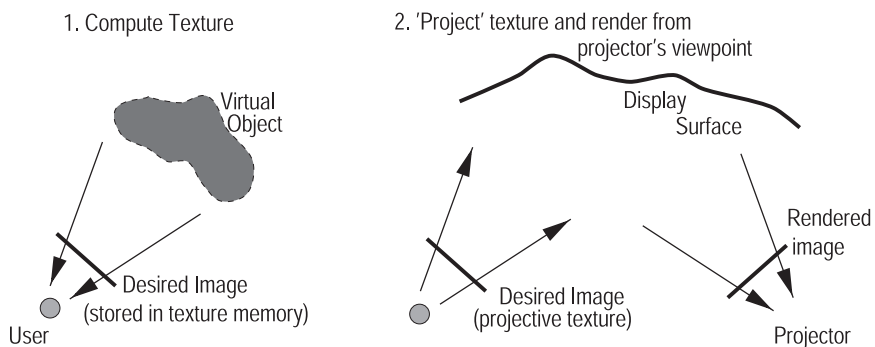 1. Compute Texture
Virtual
Object
Desired Image
(stored in texture memory)
User
2. 'Project' texture and render from
projector's viewpoint
Display
Surface
Rendered
image
Desired Image
(projective texture)
Projector